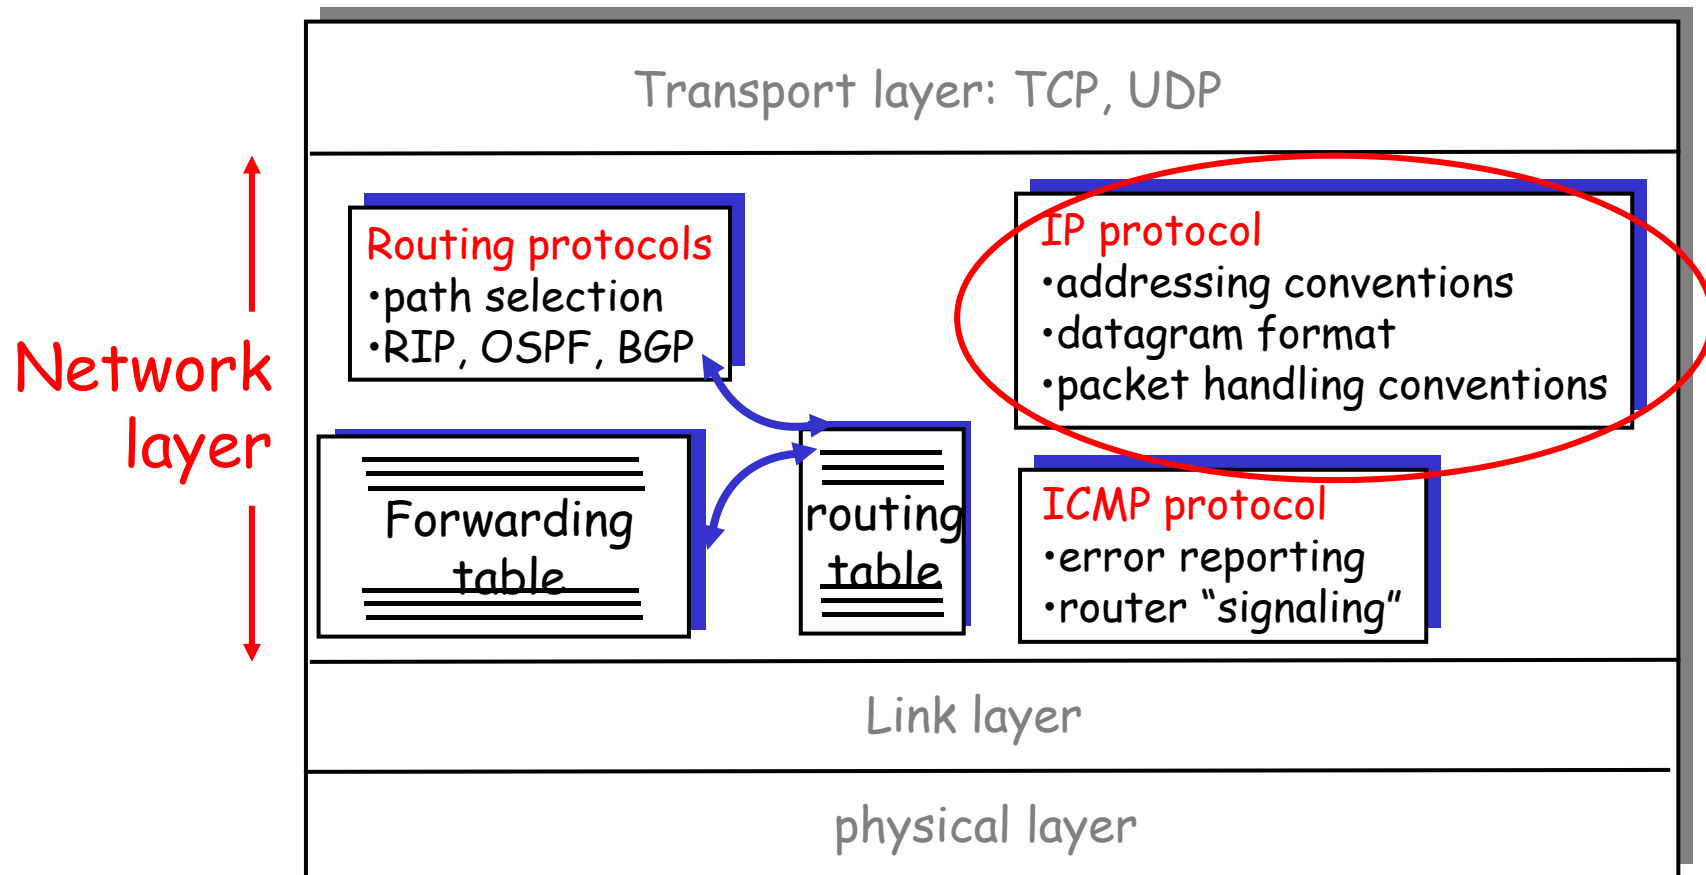 Transport layer: TCP, UDP
Network
layer
Routing protocols
•path selection
•RIP, OSPF, BGP
IP protocol
•addressing conventions
•datagram format
•packet handling conventions
Forwarding
table
routing
table
ICMP protocol
•error reporting
•router “signaling”
Link layer
physical layer